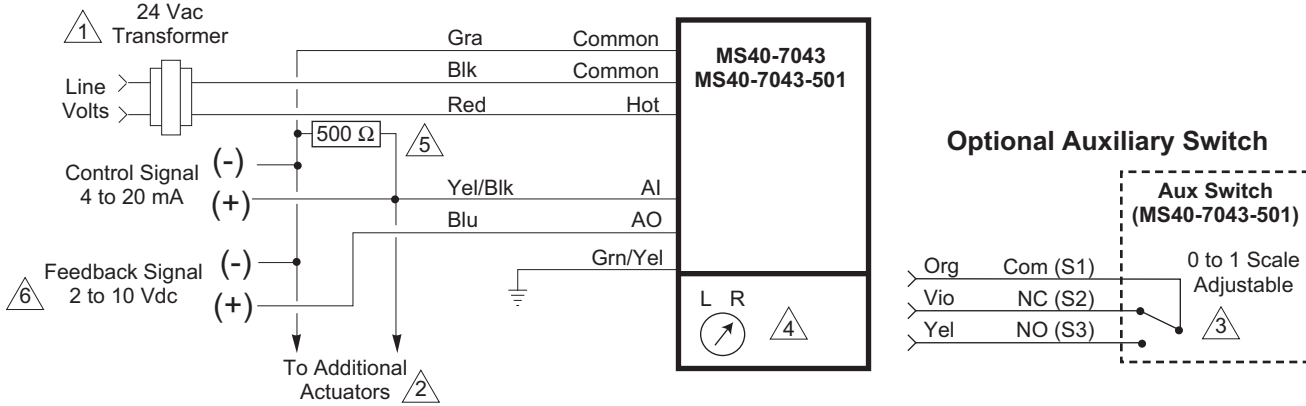 1
24 Vac
Transformer
Line
Volts
Gra Common
Blk Common
Red Hot
500 Ω
5
Control Signal
4 to 20 mA
(-)
(+)
Yel/Blk AI
Blu AO
Grn/Yel
6
Feedback Signal
2 to 10 Vdc
(-)
(+)
To Additional
Actuators 2
MS40-7043
MS40-7043-501
L R
4
Optional Auxiliary Switch
Aux Switch
(MS40-7043-501)
0 to 1 Scale
Adjustable
3
Org Com (S1)
Vio NC (S2)
Yel NO (S3)